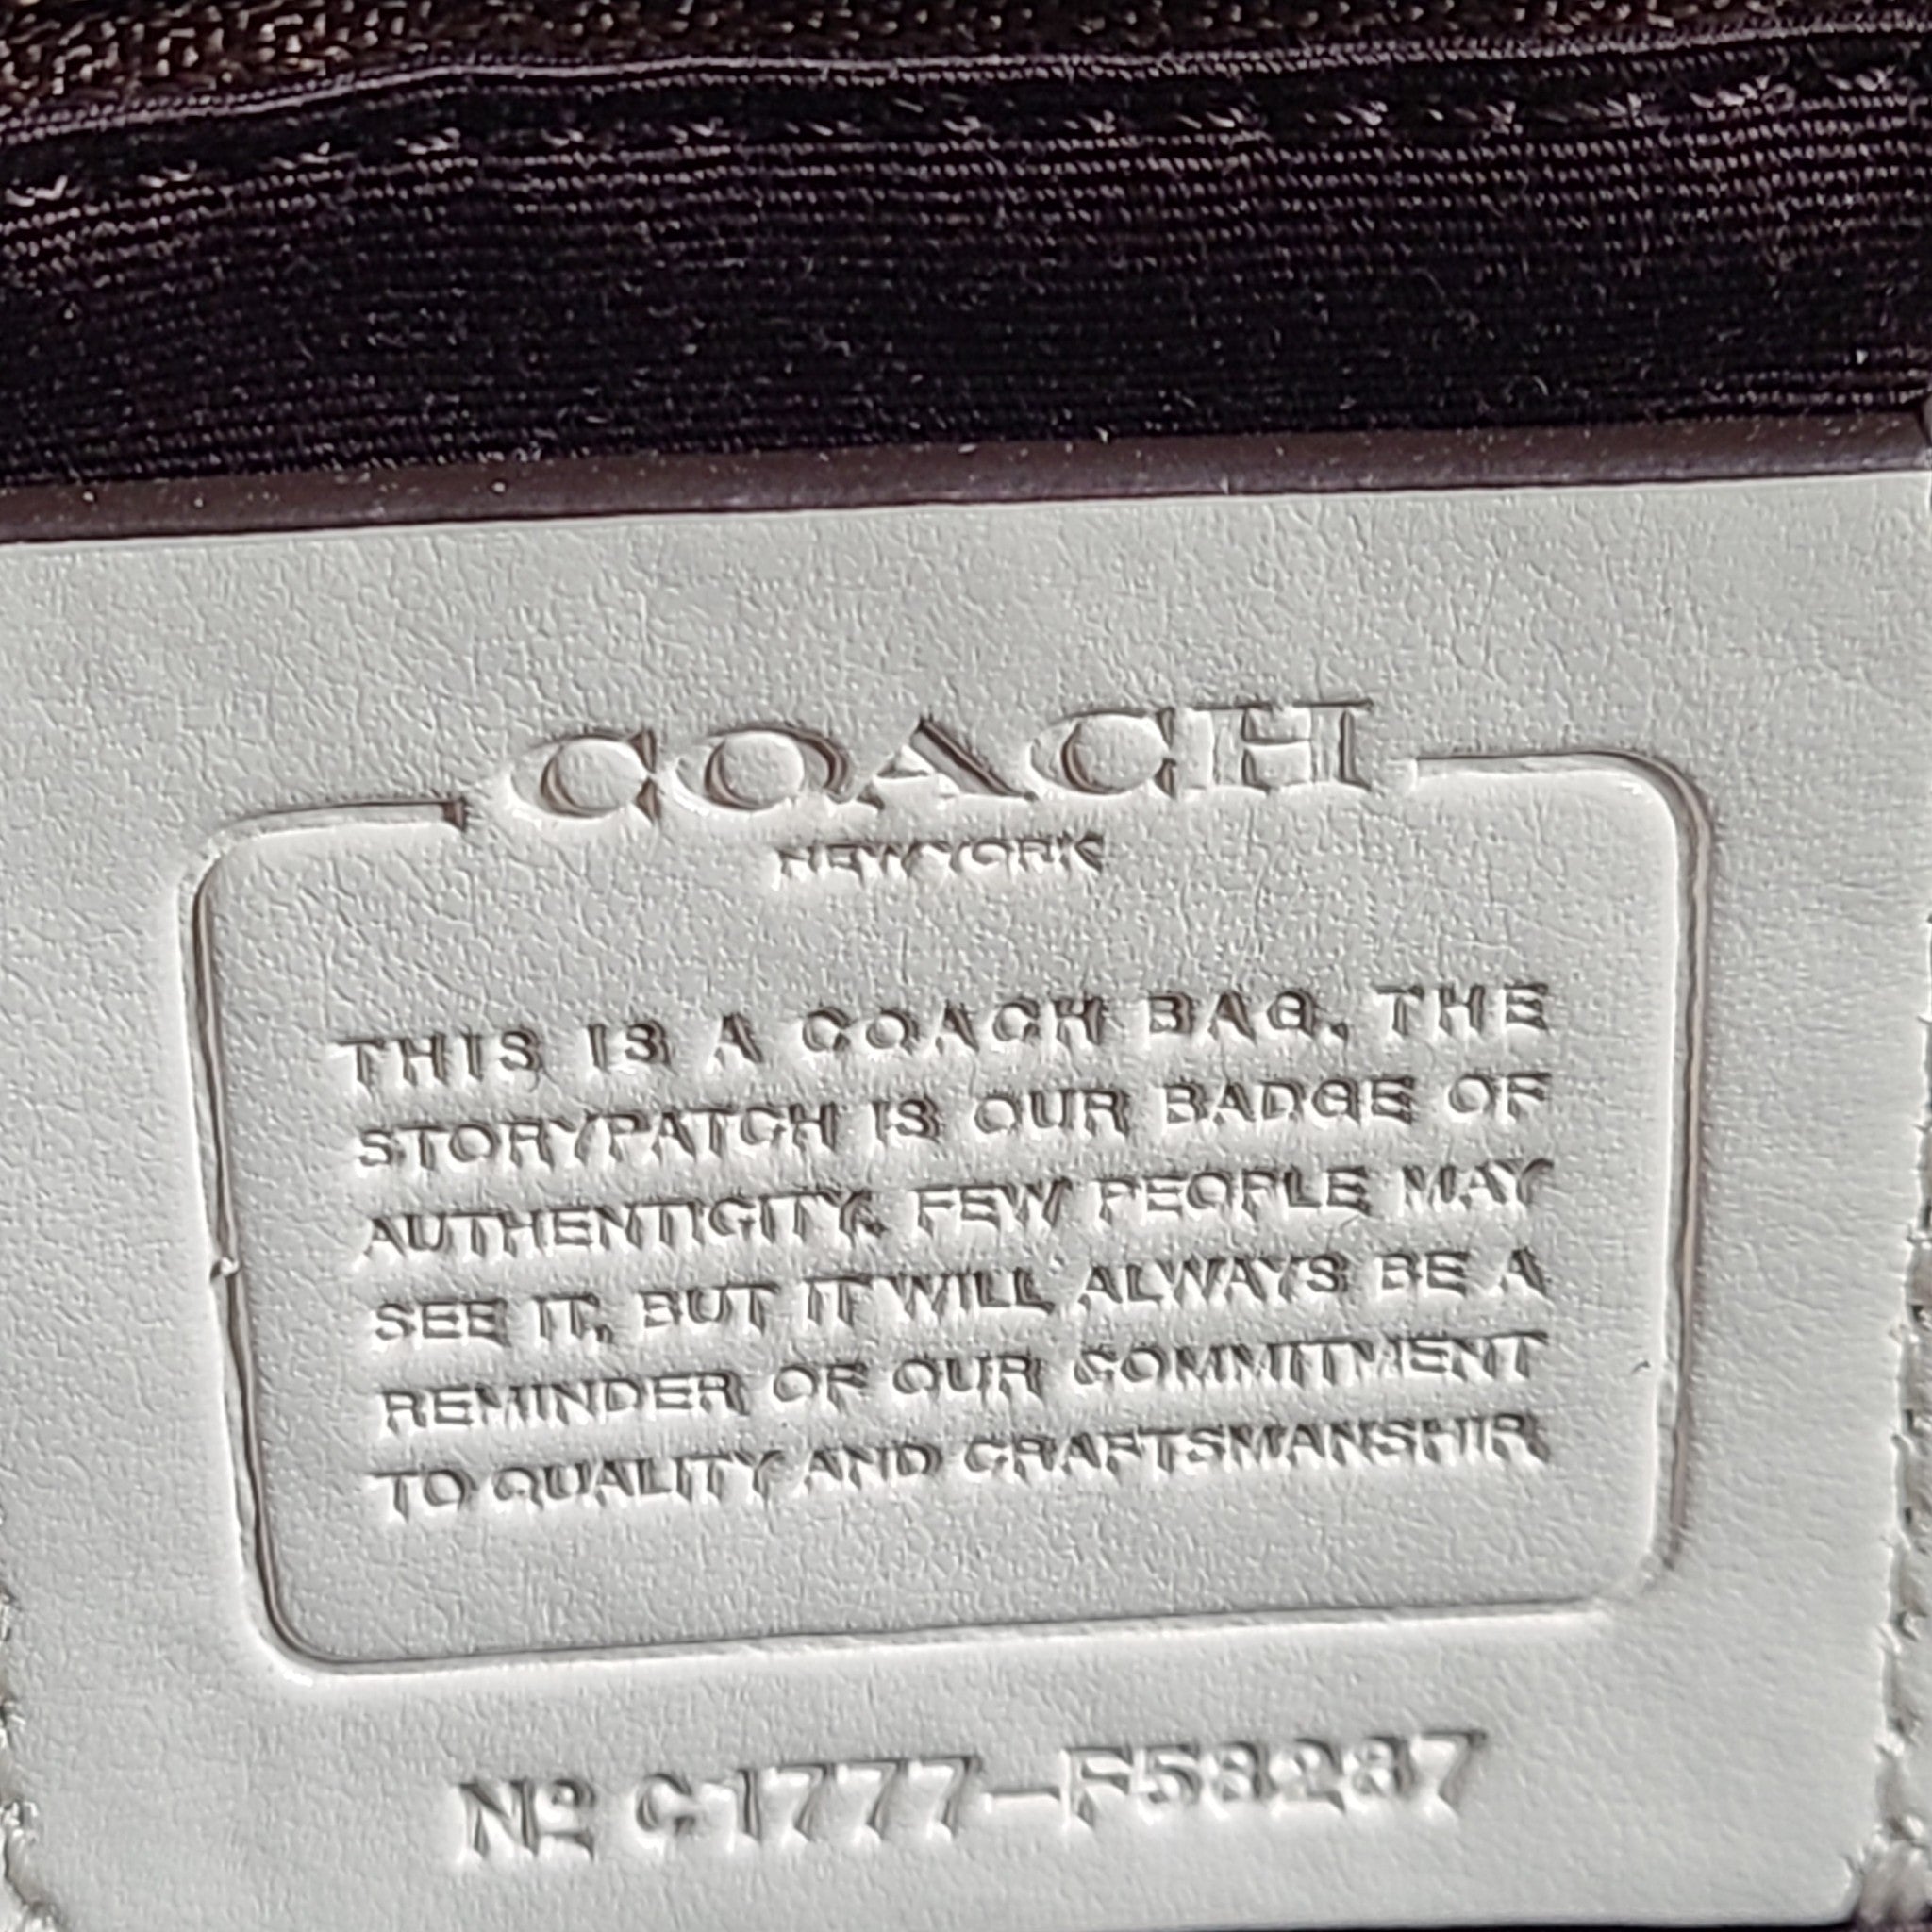 COACH
NEW YORK
THIS IS A COACH BAG. THE
STORYPATCH IS OUR BADGE OF
AUTHENTICITY. FEW PEOPLE MAY
SEE IT, BUT IT WILL ALWAYS BE A
REMINDER OF OUR COMMITMENT
TO QUALITY AND CRAFTSMANSHIP.
Nº C1777-F58287